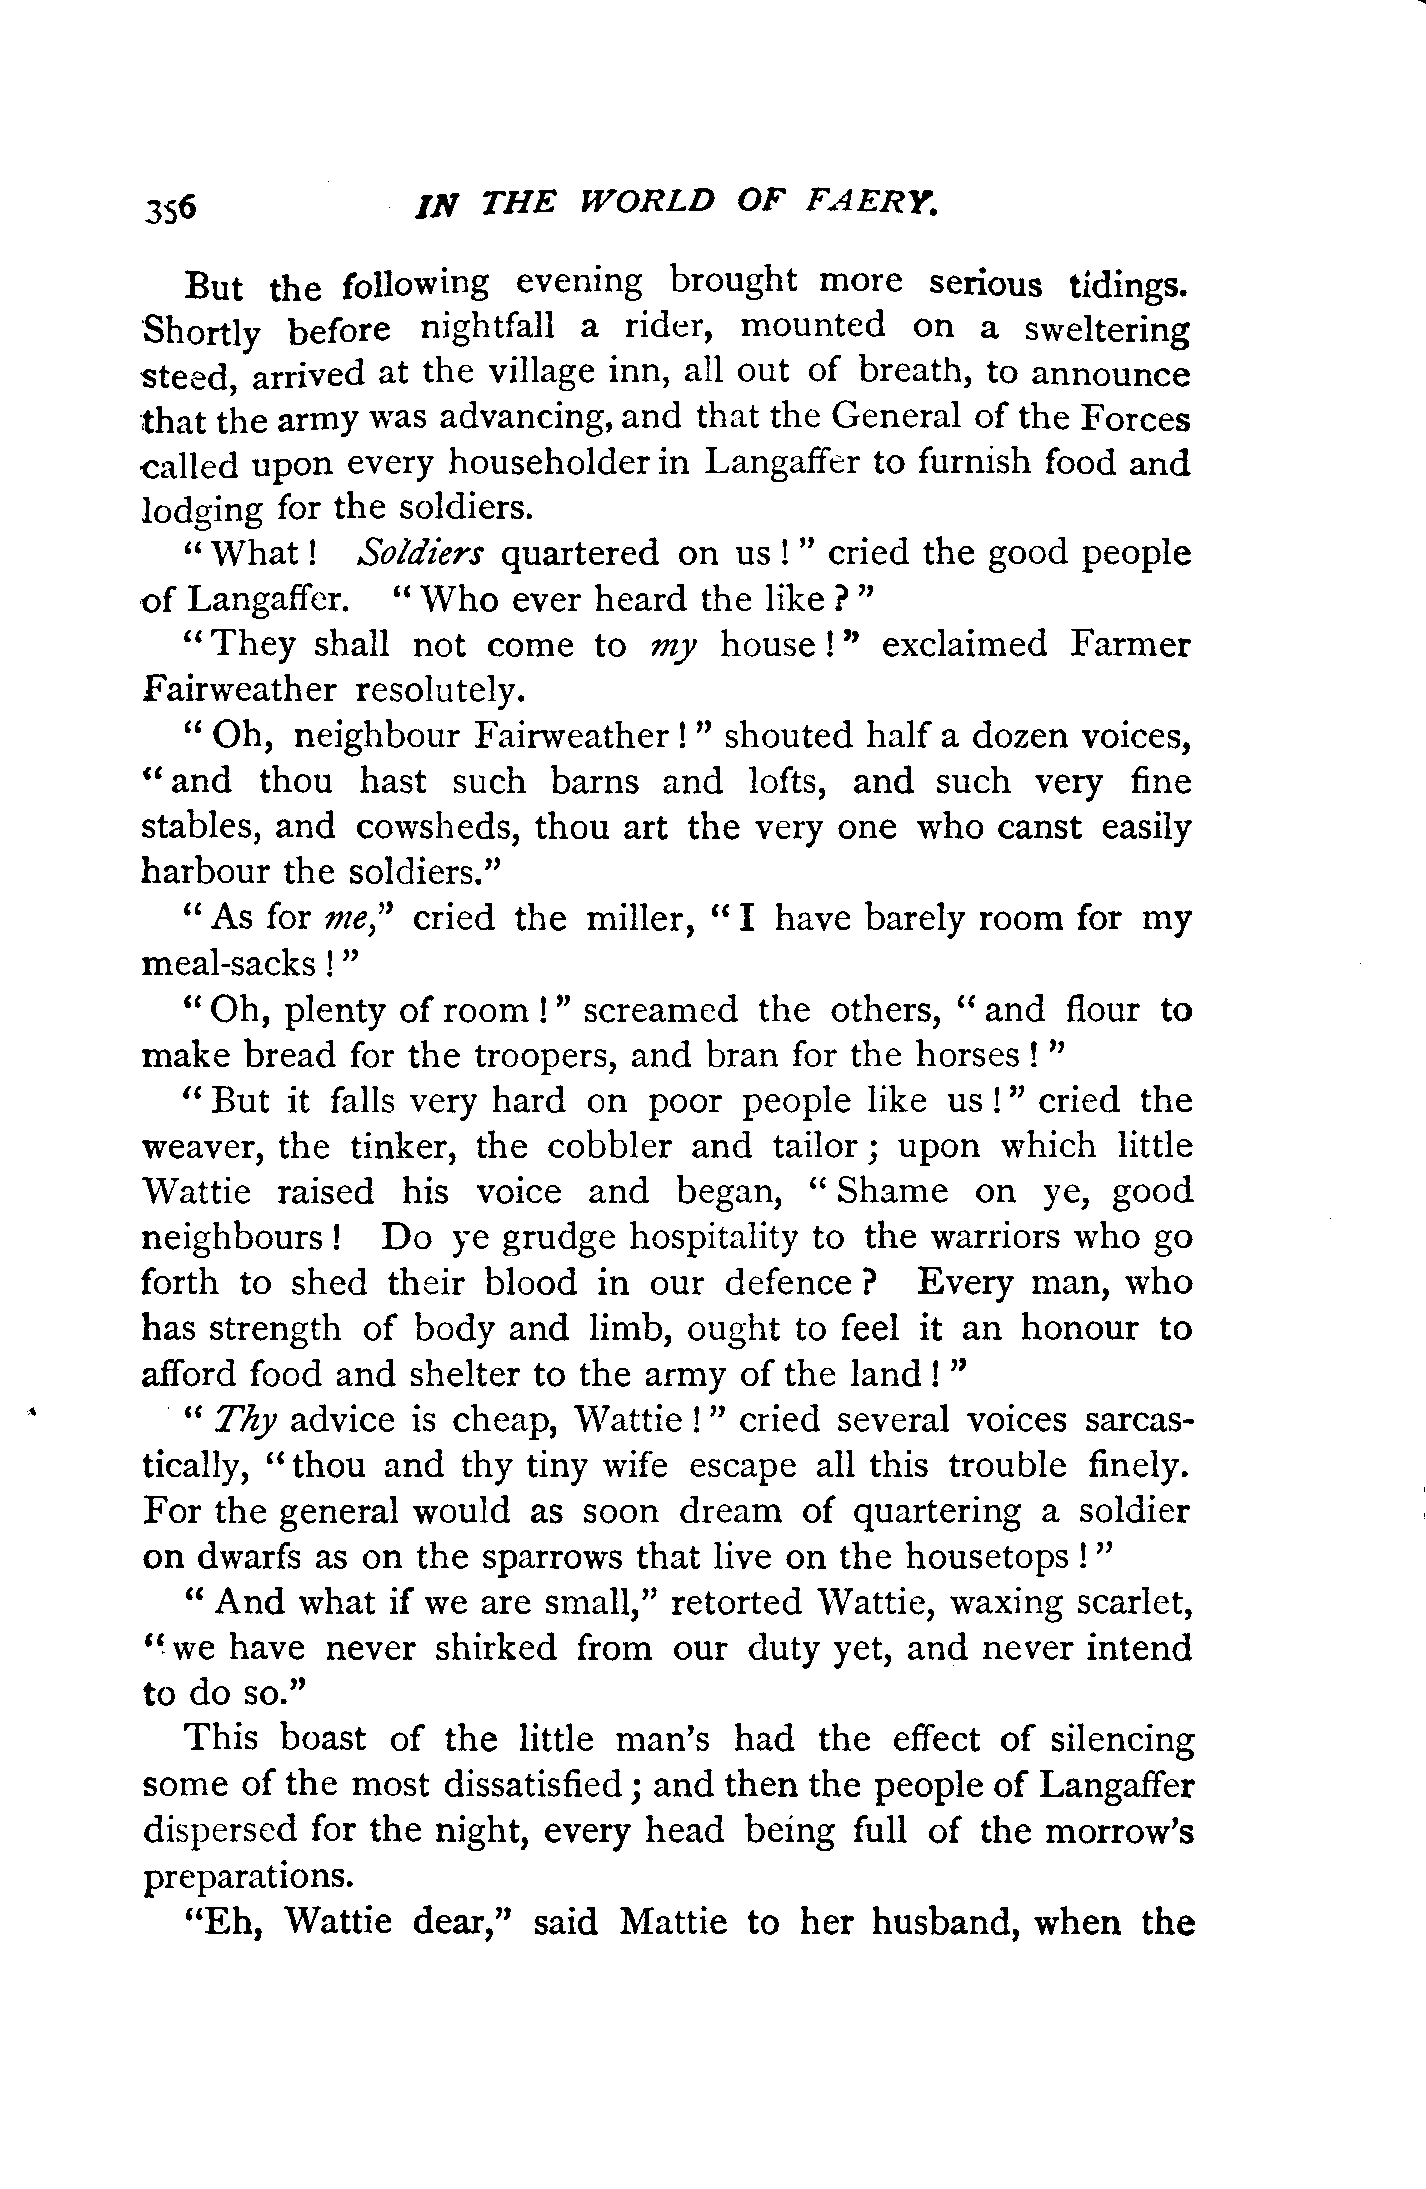 356 IN THE WORLD OF FAERY.
But the following evening brought more serious tidings.
Shortly before nightfall a rider, mounted on a sweltering
steed, arrived at the village inn, all out of breath, to announce
that the army was advancing, and that the General of the Forces
called upon every householder in Langaffer to furnish food and
lodging for the soldiers.
"What! Soldiers quartered on us!" cried the good people
of Langaffer. "Who ever heard the like?"
"They shall not come to my house!" exclaimed Farmer
Fairweather resolutely.
"Oh, neighbour Fairweather!" shouted half a dozen voices,
"and thou hast such barns and lofts, and such very fine
stables, and cowsheds, thou art the very one who canst easily
harbour the soldiers."
"As for me," cried the miller, "I have barely room for my
meal-sacks!"
"Oh, plenty of room!" screamed the others, "and flour to
make bread for the troopers, and bran for the horses!"
"But it falls very hard on poor people like us!" cried the
weaver, the tinker, the cobbler and tailor; upon which little
Wattie raised his voice and began, "Shame on ye, good
neighbours! Do ye grudge hospitality to the warriors who go
forth to shed their blood in our defence? Every man, who
has strength of body and limb, ought to feel it an honour to
afford food and shelter to the army of the land!"
"Thy advice is cheap, Wattie!" cried several voices sarcas-
tically, "thou and thy tiny wife escape all this trouble finely.
For the general would as soon dream of quartering a soldier
on dwarfs as on the sparrows that live on the housetops!"
"And what if we are small," retorted Wattie, waxing scarlet,
"we have never shirked from our duty yet, and never intend
to do so."
This boast of the little man's had the effect of silencing
some of the most dissatisfied; and then the people of Langaffer
dispersed for the night, every head being full of the morrow's
preparations.
"Eh, Wattie dear," said Mattie to her husband, when the